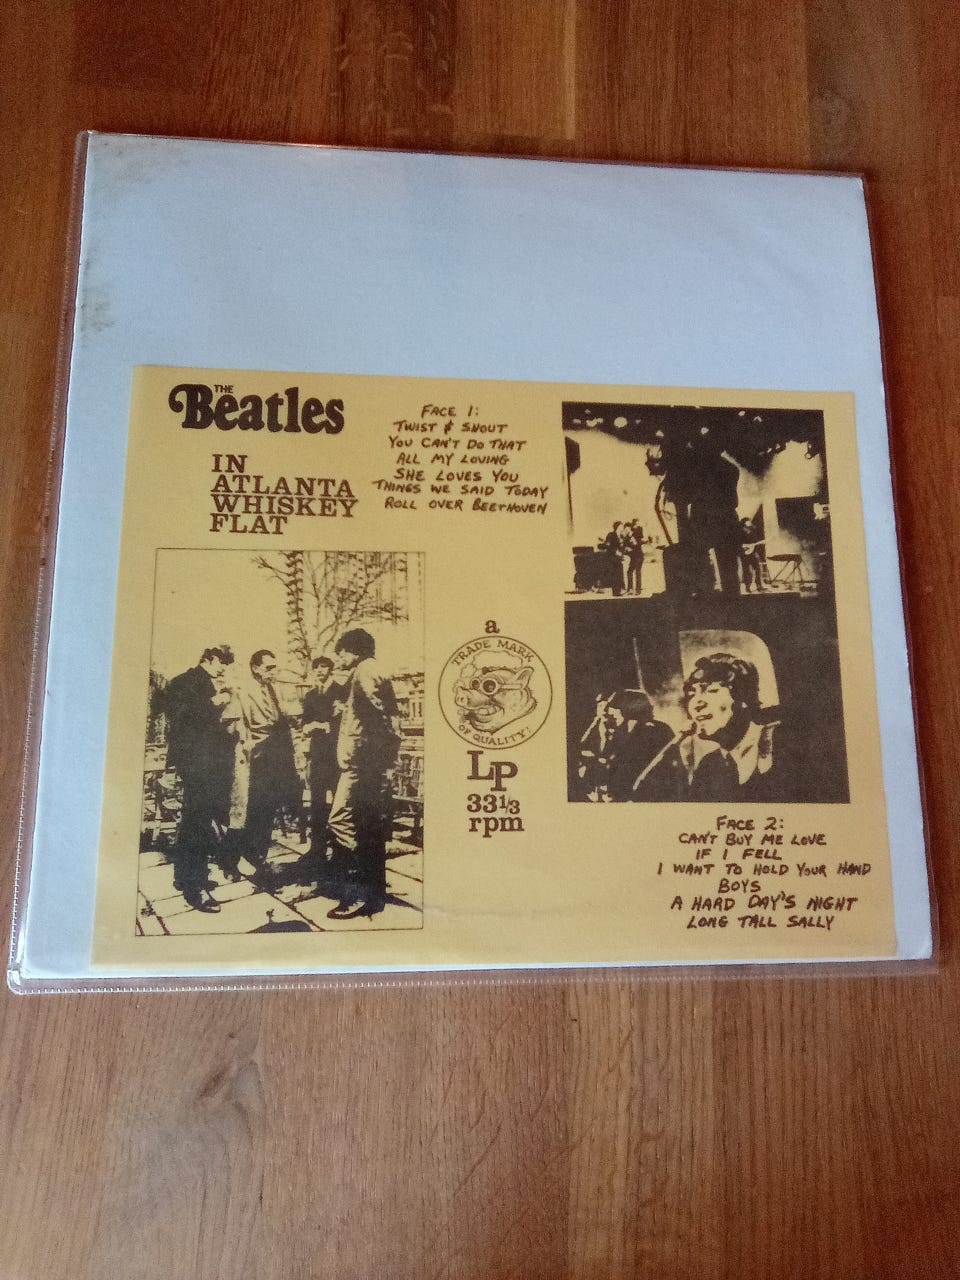 THE
Beatles
IN
ATLANTA
WHISKEY
FLAT
FACE 1:
TWIST & SHOUT
YOU CAN'T DO THAT
ALL MY LOVING
SHE LOVES YOU
THINGS WE SAID TODAY
ROLL OVER BEETHOVEN
a
TRADE MARK
OF QUALITY!
LP
33 1/3
rpm
FACE 2:
CAN'T BUY ME LOVE
IF I FELL
I WANT TO HOLD YOUR HAND
BOYS
A HARD DAY'S NIGHT
LONG TALL SALLY